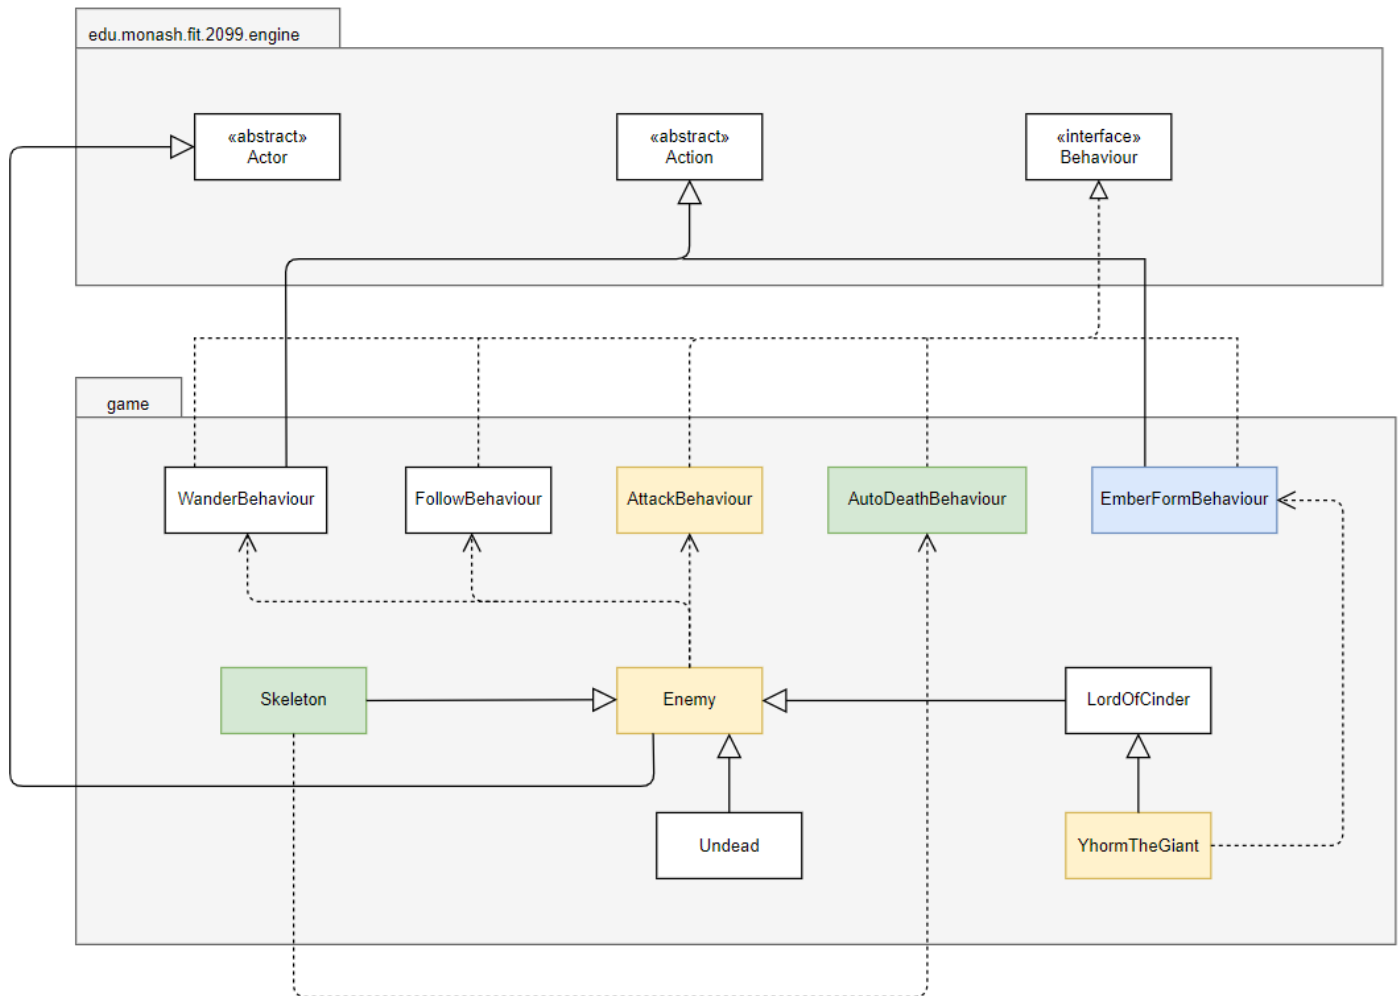 edu.monash.fit.2099.engine
«abstract»
Actor
«abstract»
Action
«interface»
Behaviour
game
WanderBehaviour
FollowBehaviour
AttackBehaviour
AutoDeathBehaviour
EmberFormBehaviour
Skeleton
Enemy
LordOfCinder
Undead
YhormTheGiant